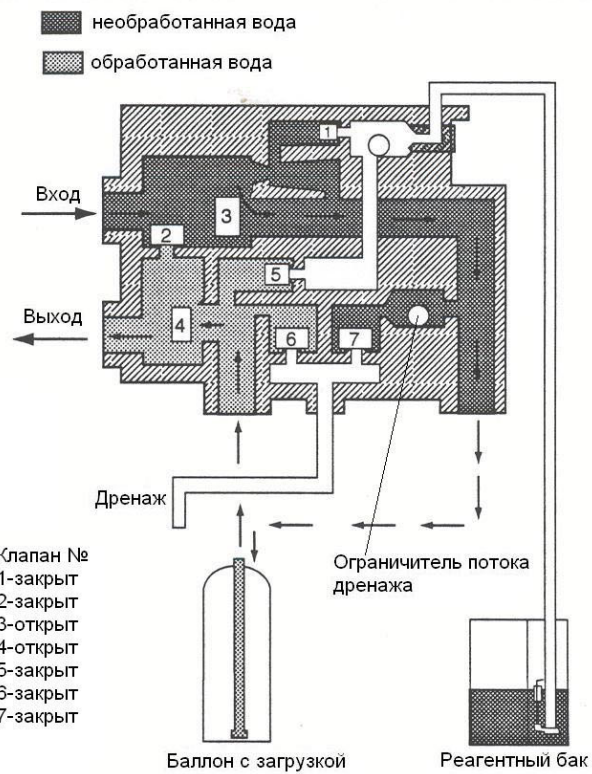 необработанная вода
обработанная вода
Вход
Выход
1
2
3
4
5
6
7
Дренаж
Ограничитель потока
дренажа
Клапан №
1-закрыт
2-закрыт
3-открыт
4-открыт
5-закрыт
6-закрыт
7-закрыт
Баллон с загрузкой
Реагентный бак